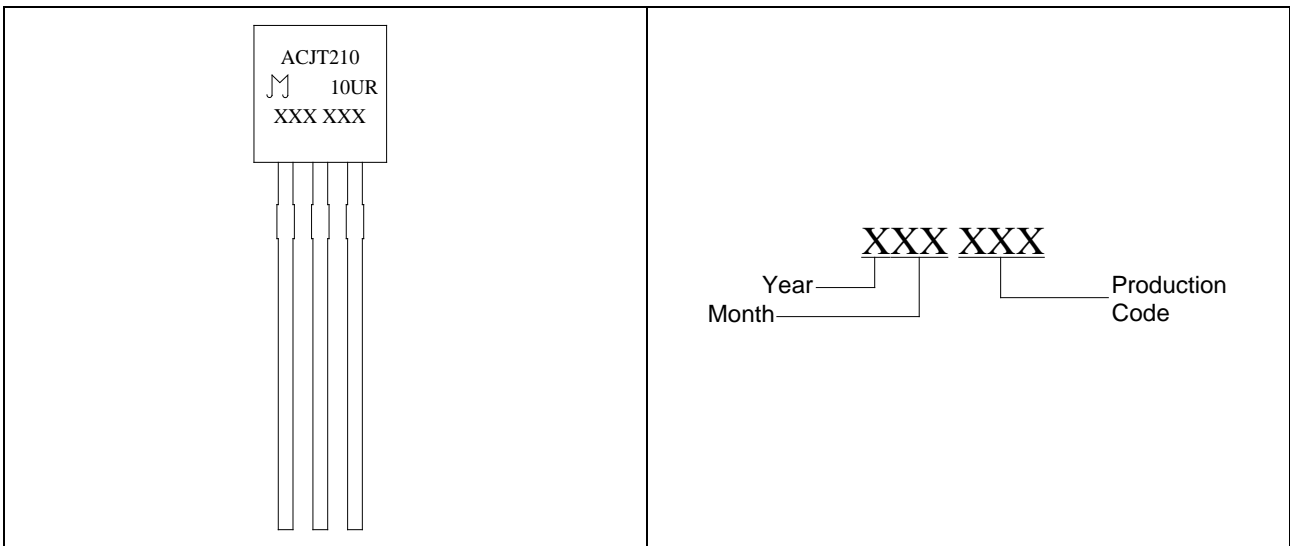 ACJT210
10UR
XXX XXX
XXX XXX
Year
Month
Production
Code